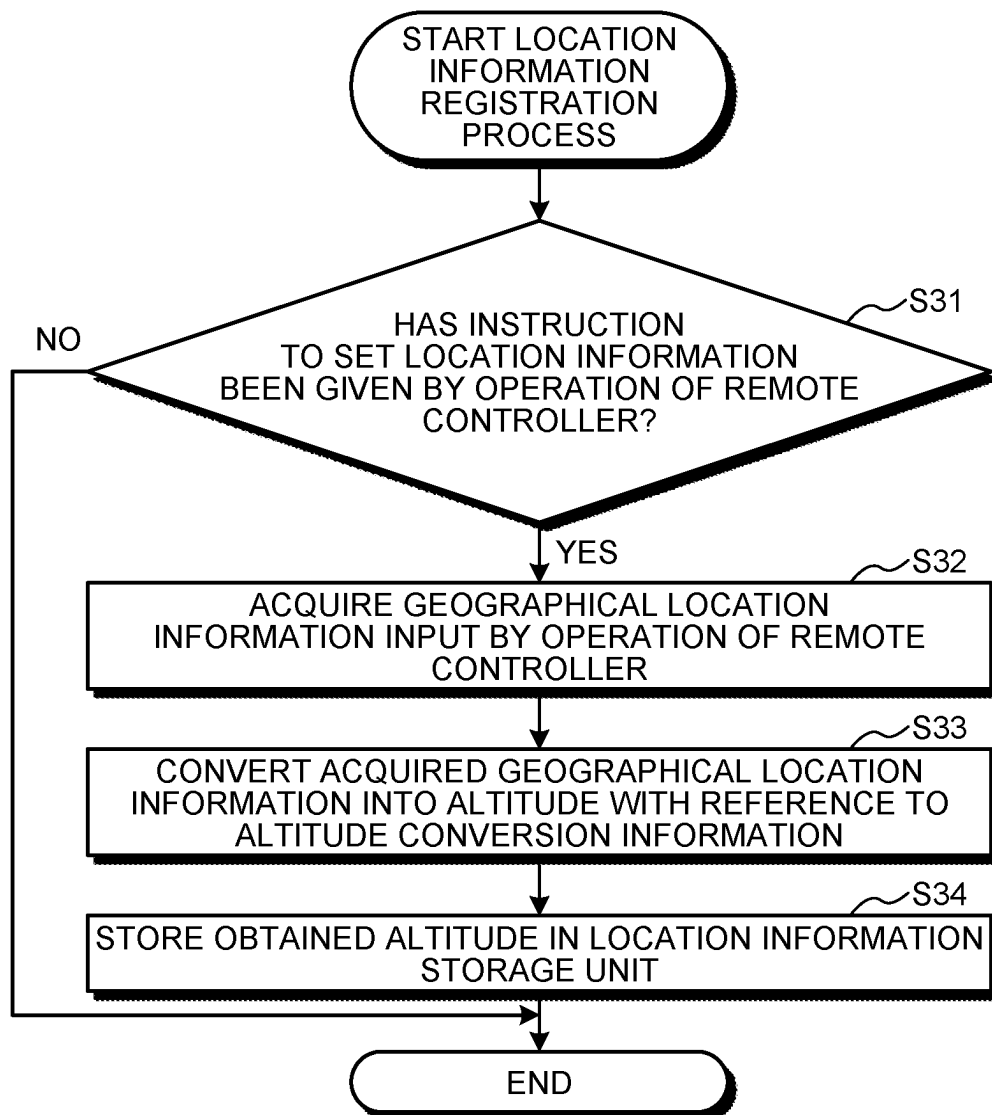 START LOCATION
INFORMATION
REGISTRATION
PROCESS
S31
NO
HAS INSTRUCTION
TO SET LOCATION INFORMATION
BEEN GIVEN BY OPERATION OF REMOTE
CONTROLLER?
YES
S32
ACQUIRE GEOGRAPHICAL LOCATION
INFORMATION INPUT BY OPERATION OF REMOTE
CONTROLLER
S33
CONVERT ACQUIRED GEOGRAPHICAL LOCATION
INFORMATION INTO ALTITUDE WITH REFERENCE TO
ALTITUDE CONVERSION INFORMATION
S34
STORE OBTAINED ALTITUDE IN LOCATION INFORMATION
STORAGE UNIT
END